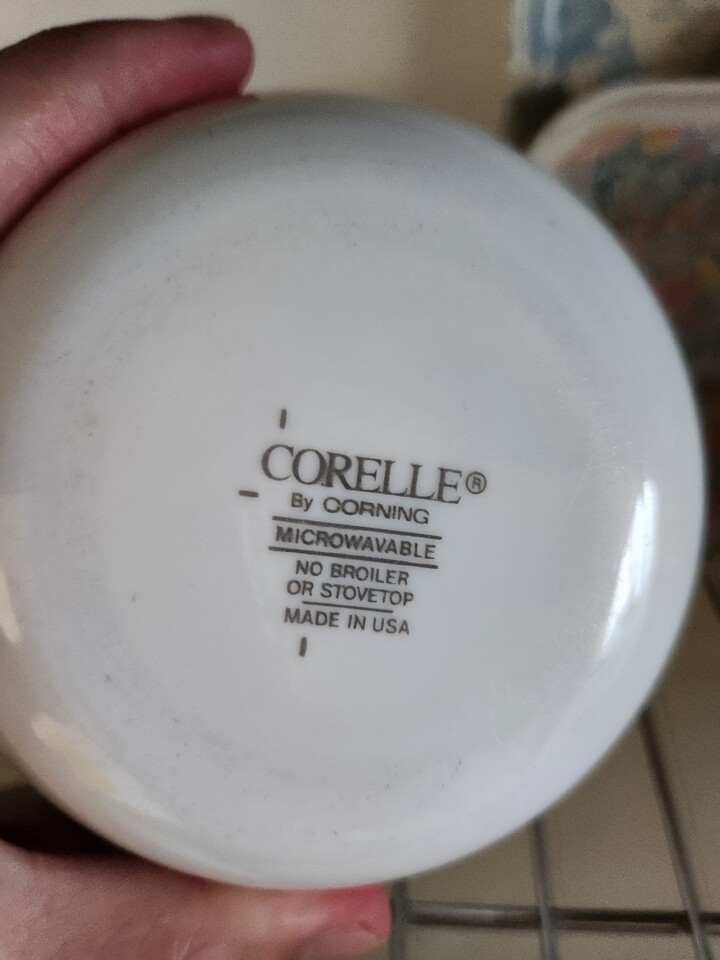 CORELLE®
By CORNING
MICROWAVABLE
NO BROILER
OR STOVETOP
MADE IN USA